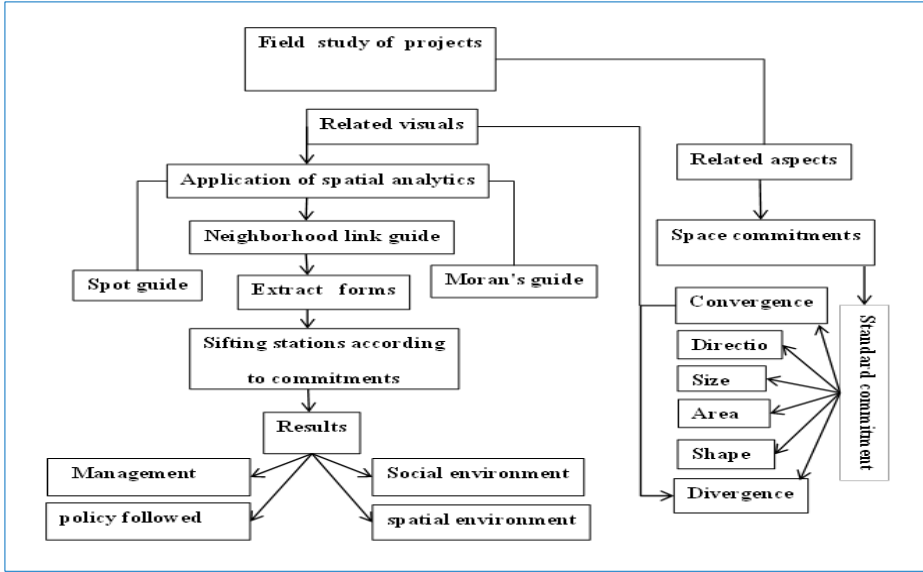 Field study of projects
Related visuals
Related aspects
Application of spatial analytics
Neighborhood link guide
Space commitments
Spot guide
Extract forms
Moran's guide
Convergence
Standard commitment
Directio
Sifting stations according
to commitments
Size
Area
Results
Shape
Management
Social environment
Divergence
policy followed
spatial environment